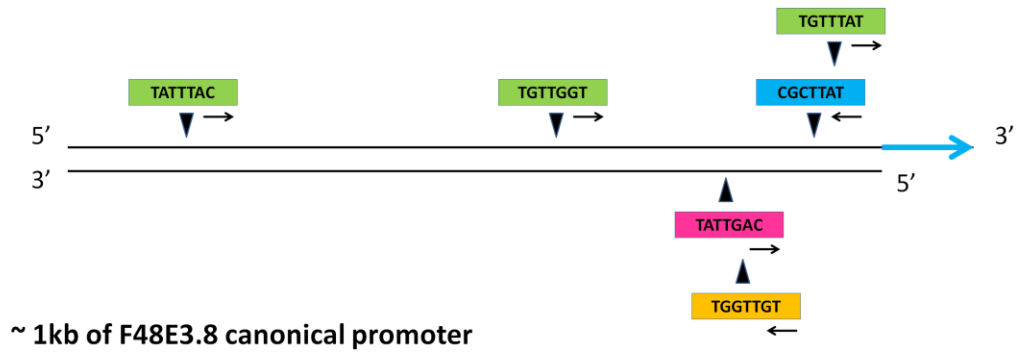 TGTTTAT
TATTTAC TGTTGGT CGCTTAT
5’ 3’
3’ 5’
TATTGAC
TGGTTGT
~ 1kb of F48E3.8 canonical promoter